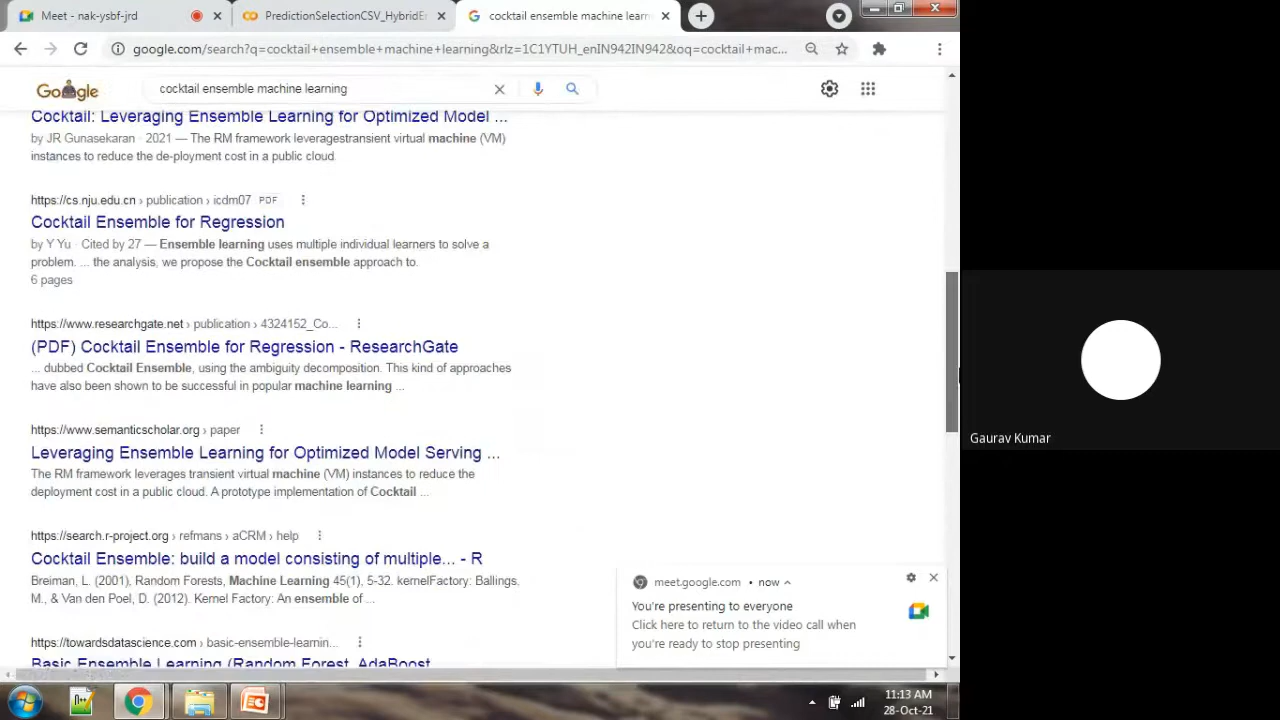 Meet - nak-ysbf-jrd
PredictionSelectionCSV_HybridEn
cocktail ensemble machine learn
google.com/search?q=cocktail+ensemble+machine+learning&rlz=1C1YTUH_enIN942IN942&oq=cocktail+mac...
Google
cocktail ensemble machine learning
Cocktail: Leveraging Ensemble Learning for Optimized Model ...
by JR Gunasekaran · 2021 — The RM framework leveragestransient virtual machine (VM)
instances to reduce the de-ployment cost in a public cloud.
https://cs.nju.edu.cn › publication › icdm07 PDF
Cocktail Ensemble for Regression
by Y Yu · Cited by 27 — Ensemble learning uses multiple individual learners to solve a
problem. ... the analysis, we propose the Cocktail ensemble approach to.
6 pages
https://www.researchgate.net › publication › 4324152_Co...
(PDF) Cocktail Ensemble for Regression - ResearchGate
... dubbed Cocktail Ensemble, using the ambiguity decomposition. This kind of approaches
have also been shown to be successful in popular machine learning ...
https://www.semanticscholar.org › paper
Leveraging Ensemble Learning for Optimized Model Serving ...
The RM framework leverages transient virtual machine (VM) instances to reduce the
deployment cost in a public cloud. A prototype implementation of Cocktail ...
https://search.r-project.org › refmans › aCRM › help
Cocktail Ensemble: build a model consisting of multiple... - R
Breiman, L. (2001). Random Forests, Machine Learning 45(1), 5-32. kernelFactory: Ballings,
M., & Van den Poel, D. (2012). Kernel Factory: An ensemble of ...
https://towardsdatascience.com › basic-ensemble-learnin...
Basic Ensemble Learning (Random Forest, AdaBoost,
meet.google.com • now
You're presenting to everyone
Click here to return to the video call when
you're ready to stop presenting
Gaurav Kumar
11:13 AM
28-Oct-21